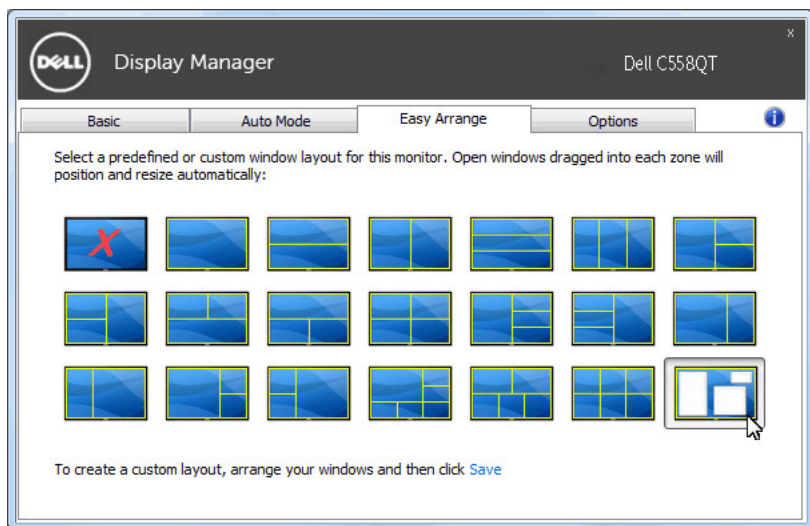 DELL
Display Manager
Dell C558QT
x
Basic
Auto Mode
Easy Arrange
Options
i
Select a predefined or custom window layout for this monitor. Open windows dragged into each zone will
position and resize automatically:
X
To create a custom layout, arrange your windows and then click Save